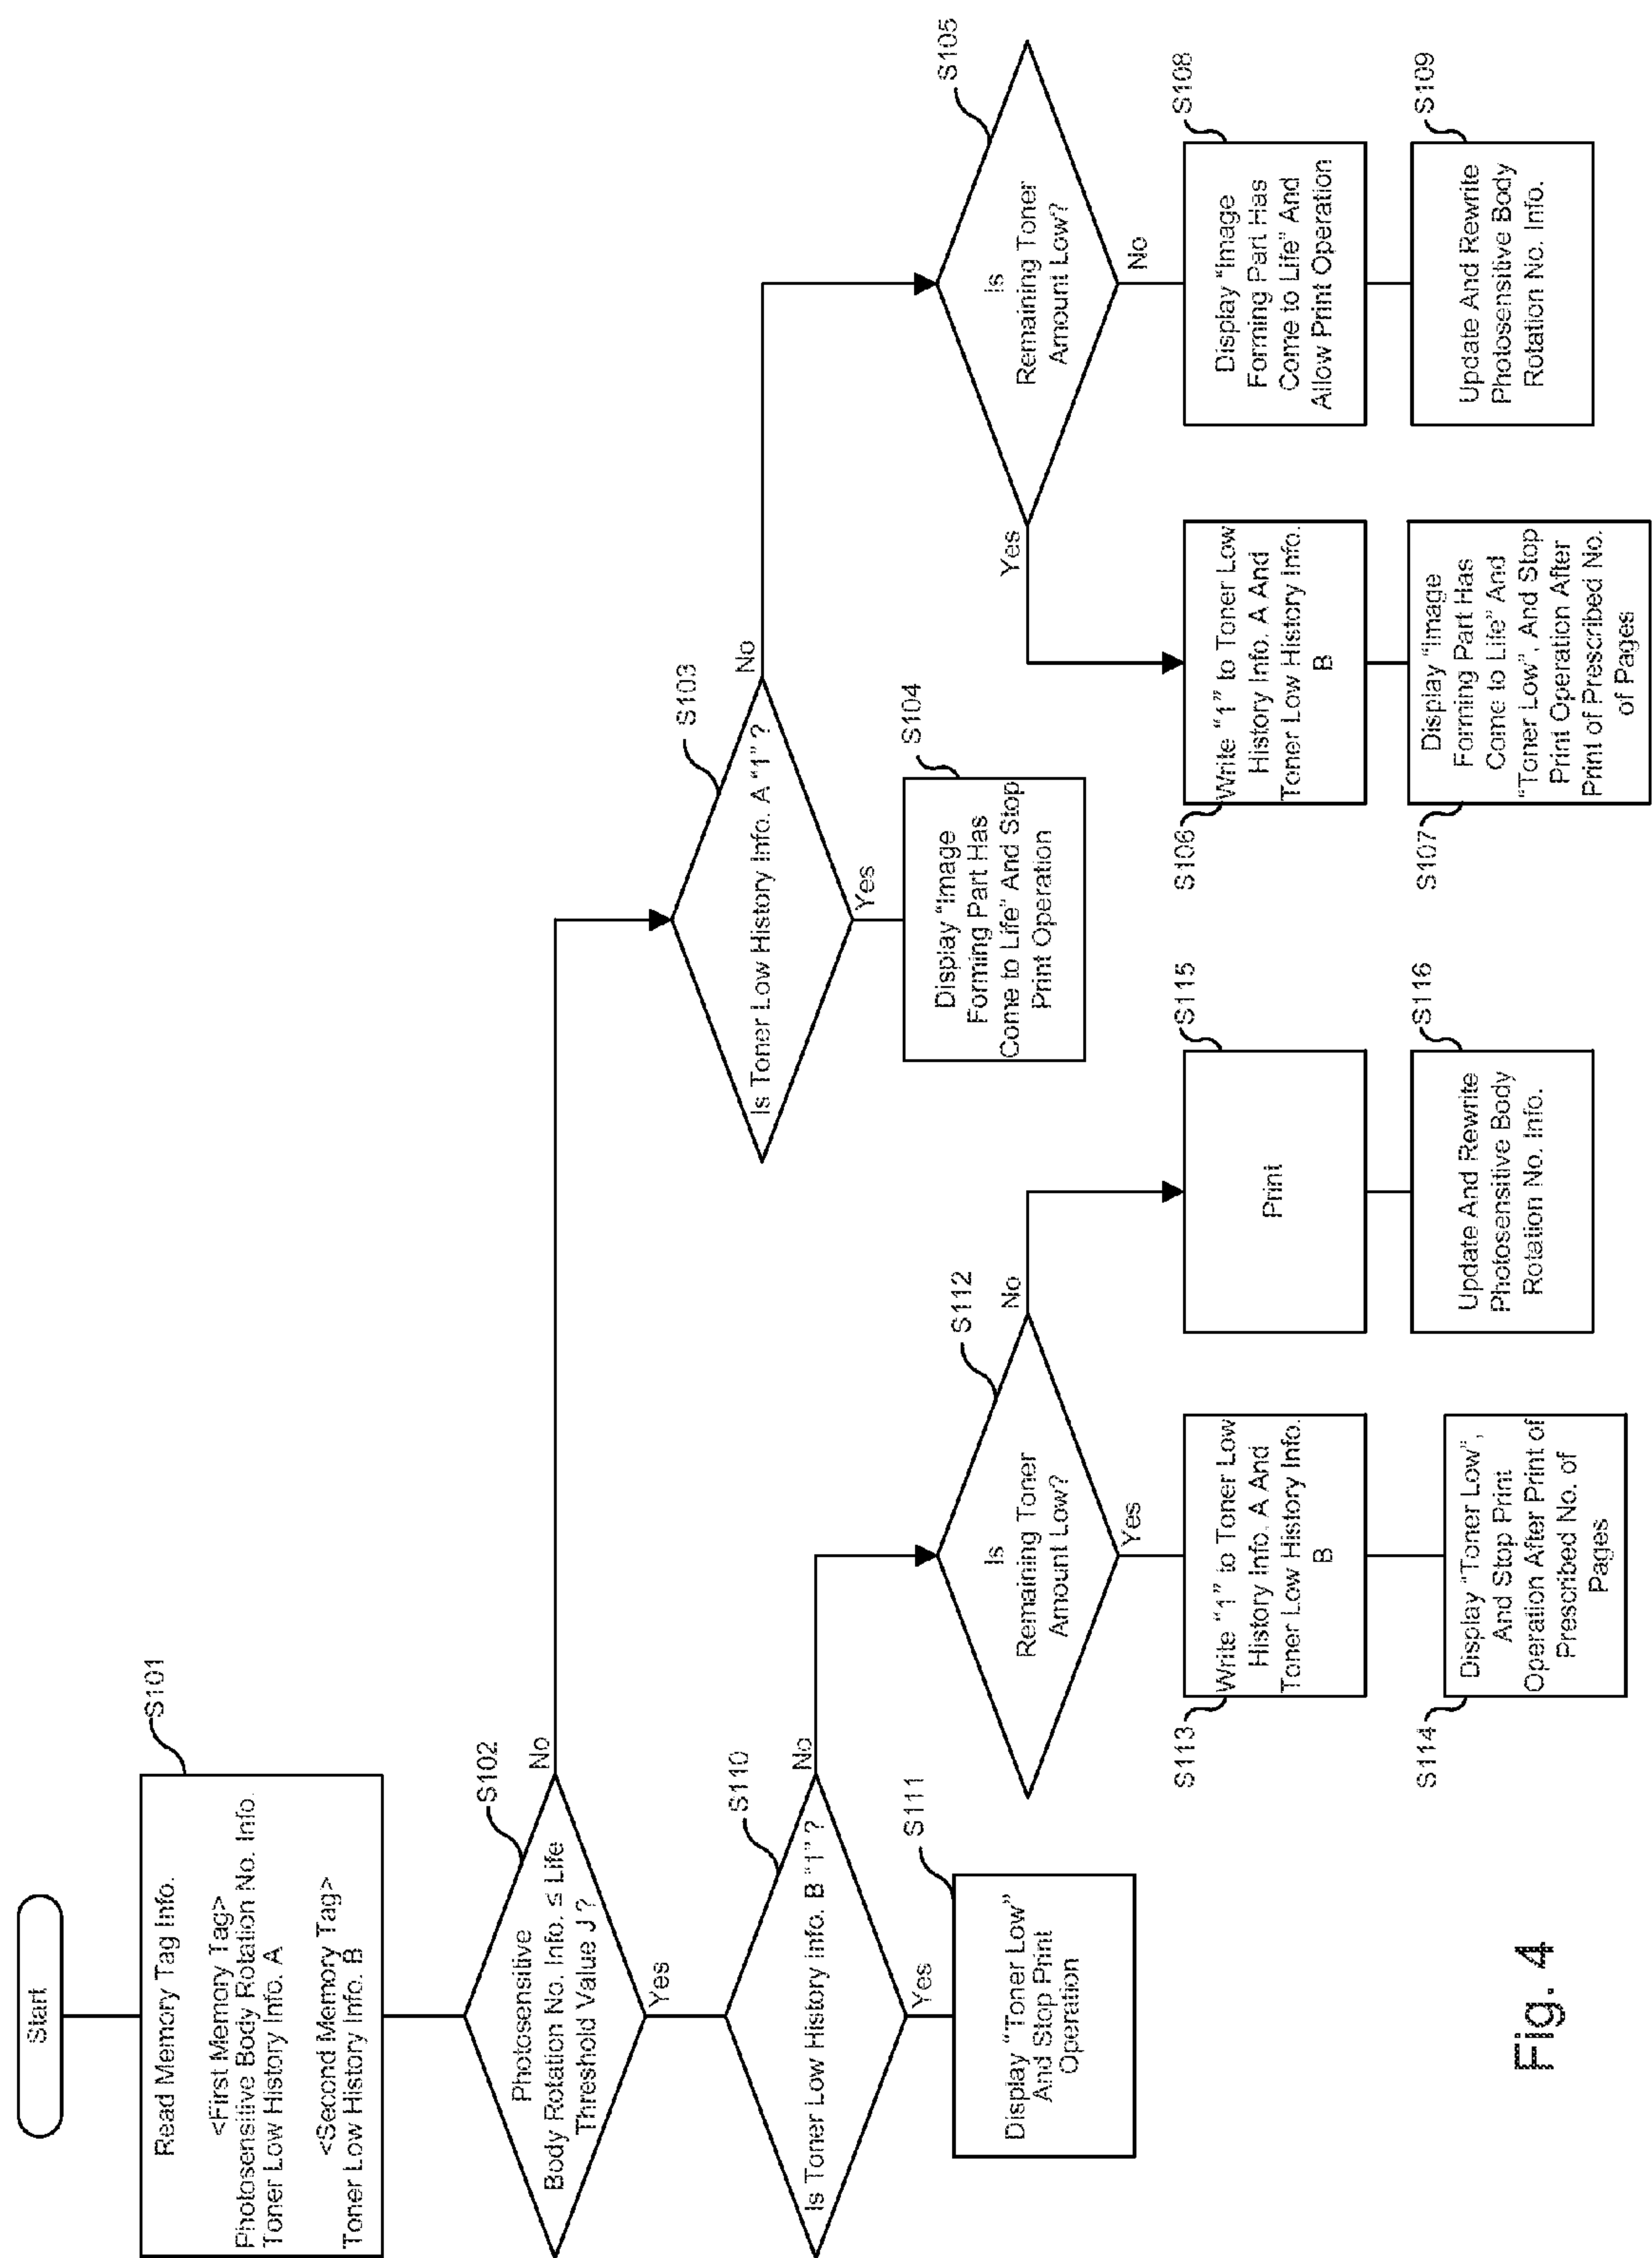 Start
S101
Read Memory Tag Info.
<First Memory Tag>
Photosensitive Body Rotation No. Info.
Toner Low History Info. A
<Second Memory Tag>
Toner Low History Info. B
S102
Photosensitive
Body Rotation No. Info. ≤ Life
Threshold Value J ?
No
Yes
S103
Is Toner Low History Info. A "1" ?
No
Yes
S104
Display "Image
Forming Part Has
Come to Life" And Stop
Print Operation
S105
Is
Remaining Toner
Amount Low?
Yes
No
S106
Write "1" to Toner Low
History Info. A And
Toner Low History Info.
B
S107
Display "Image
Forming Part Has
Come to Life" And
"Toner Low", And Stop
Print Operation After
Print of Prescribed No.
of Pages
S108
Display "Image
Forming Part Has
Come to Life" And
Allow Print Operation
S109
Update And Rewrite
Photosensitive Body
Rotation No. Info.
S110
Is Toner Low History Info. B "1" ?
No
Yes
S111
Display "Toner Low"
And Stop Print
Operation
S112
Is
Remaining Toner
Amount Low?
No
Yes
S113
Write "1" to Toner Low
History Info. A And
Toner Low History Info.
B
S114
Display "Toner Low",
And Stop Print
Operation After Print of
Prescribed No. of
Pages
S115
Print
S116
Update And Rewrite
Photosensitive Body
Rotation No. Info.
Fig. 4